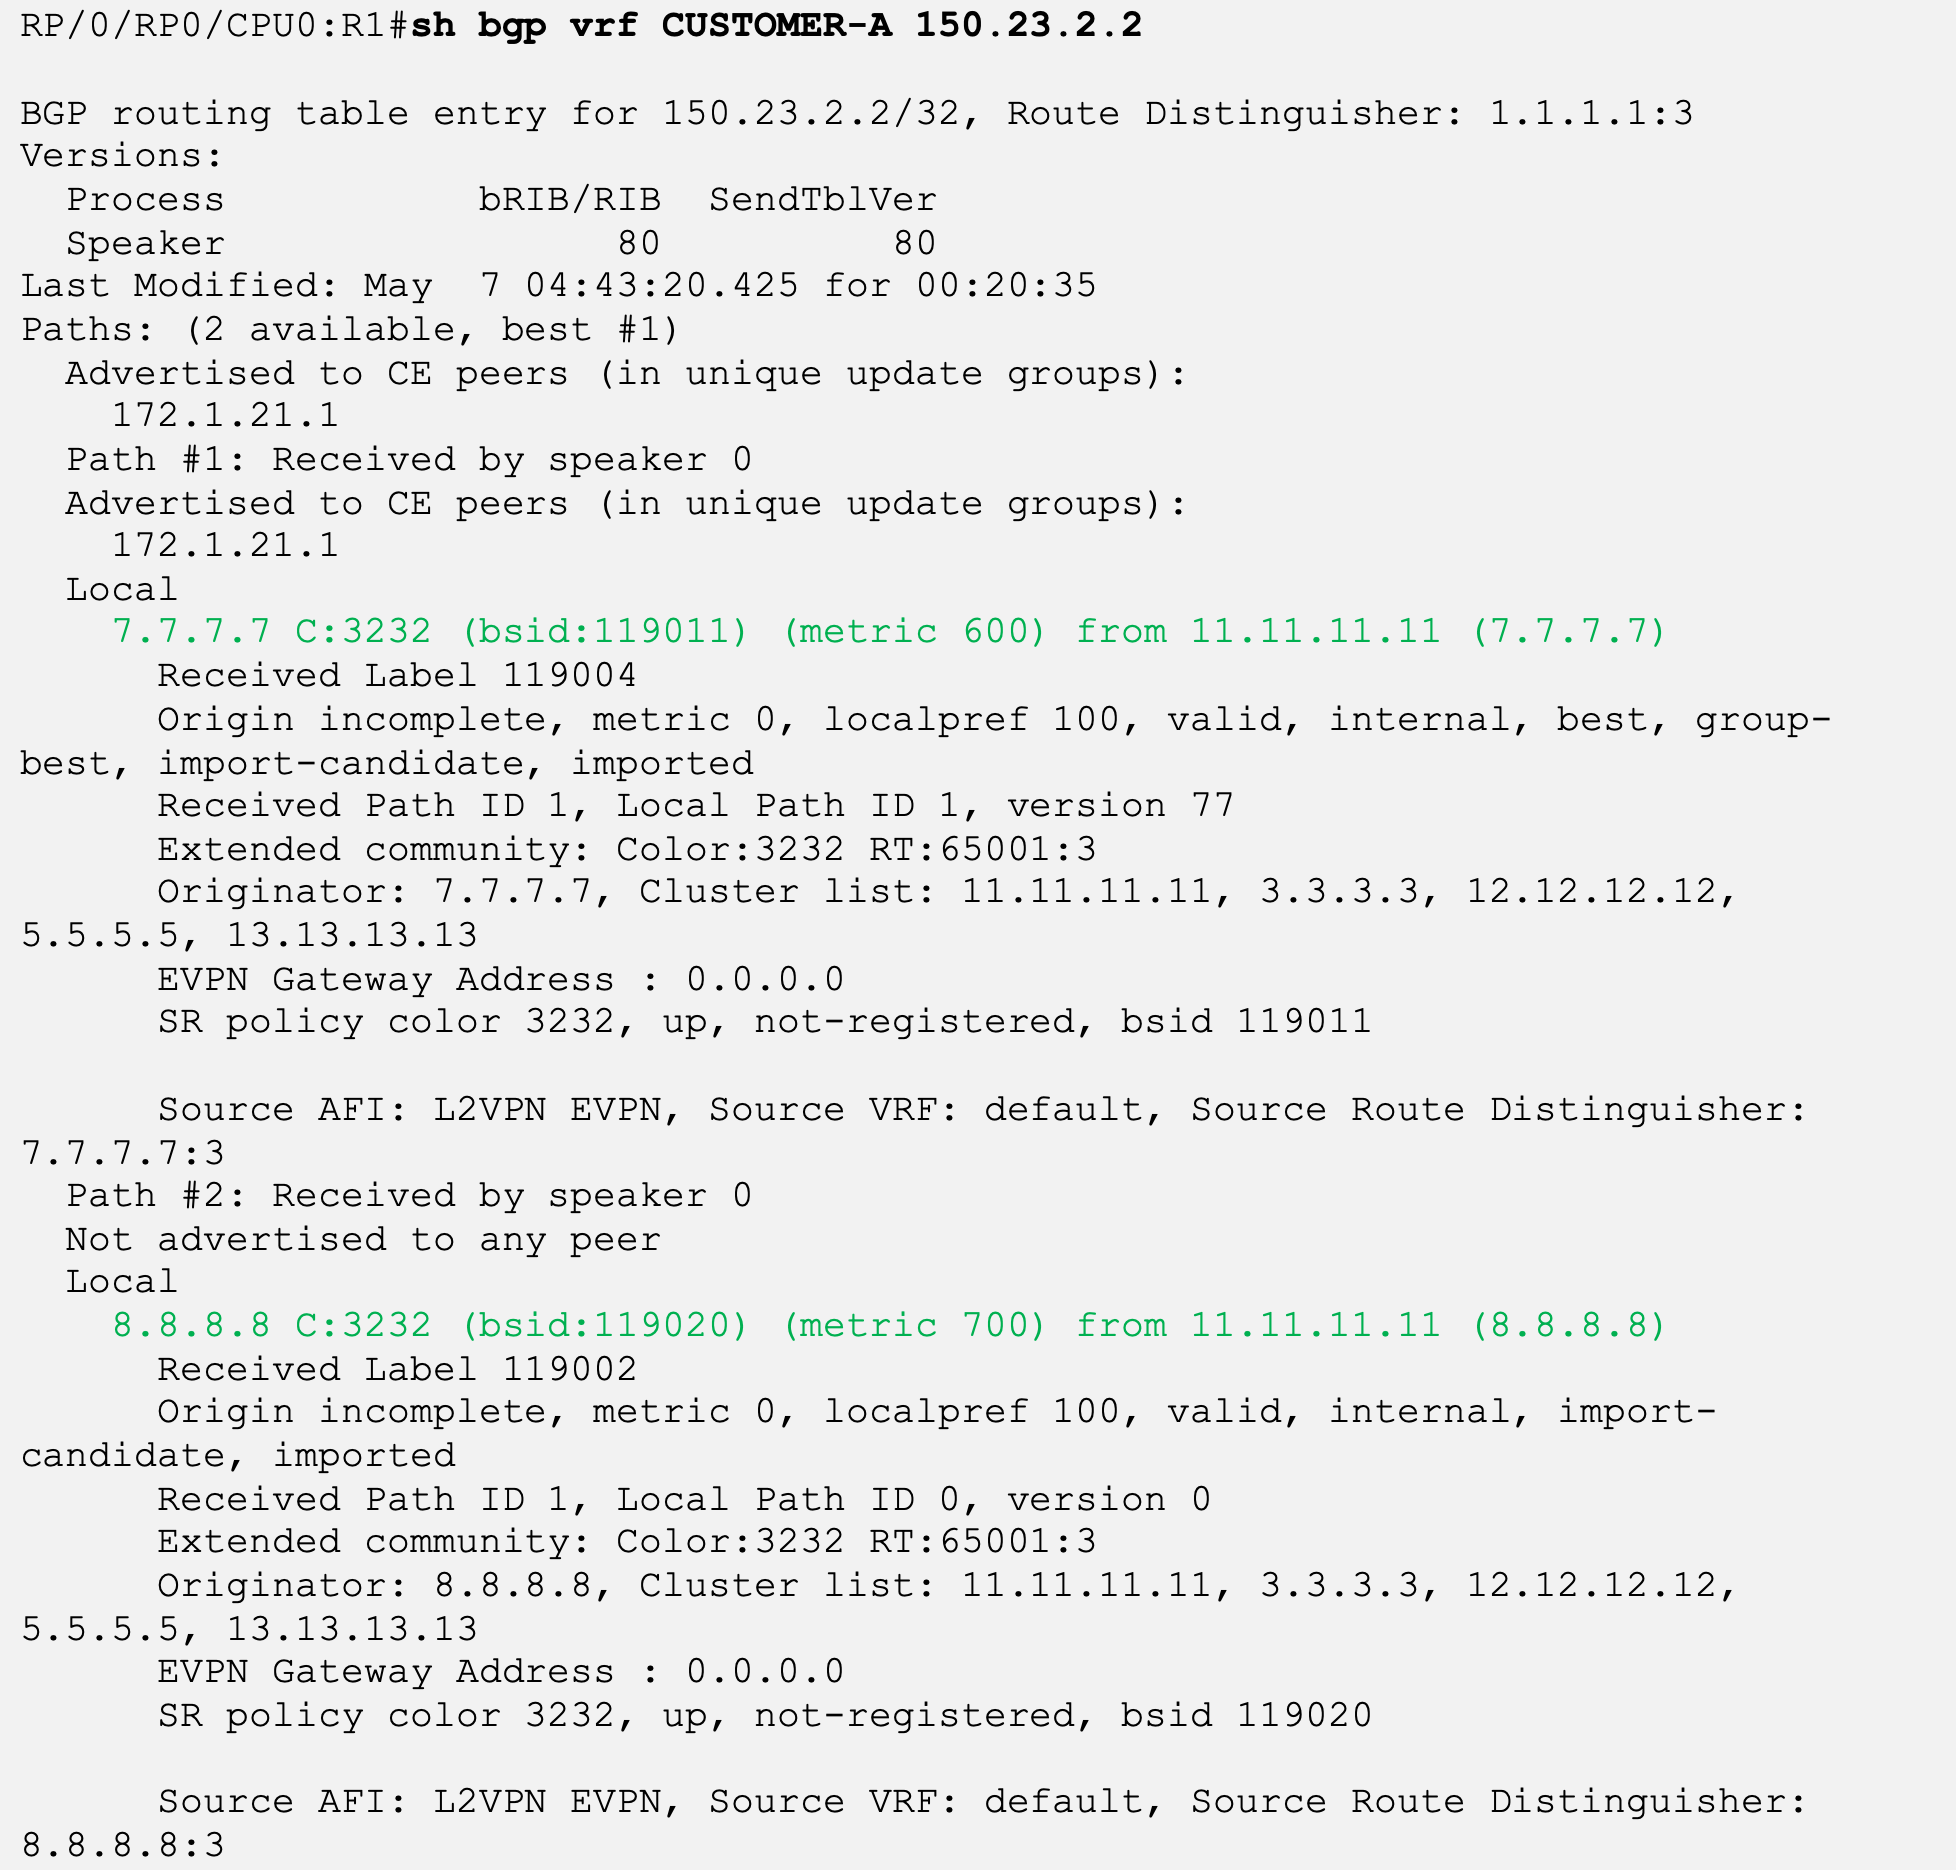 RP/0/RP0/CPU0:R1#sh bgp vrf CUSTOMER-A 150.23.2.2
BGP routing table entry for 150.23.2.2/32, Route Distinguisher: 1.1.1.1:3
Versions:
  Process           bRIB/RIB  SendTblVer
  Speaker                 80          80
Last Modified: May  7 04:43:20.425 for 00:20:35
Paths: (2 available, best #1)
  Advertised to CE peers (in unique update groups):
    172.1.21.1
  Path #1: Received by speaker 0
  Advertised to CE peers (in unique update groups):
    172.1.21.1
  Local
    7.7.7.7 C:3232 (bsid:119011) (metric 600) from 11.11.11.11 (7.7.7.7)
      Received Label 119004
      Origin incomplete, metric 0, localpref 100, valid, internal, best, group-
best, import-candidate, imported
      Received Path ID 1, Local Path ID 1, version 77
      Extended community: Color:3232 RT:65001:3
      Originator: 7.7.7.7, Cluster list: 11.11.11.11, 3.3.3.3, 12.12.12.12,
5.5.5.5, 13.13.13.13
      EVPN Gateway Address : 0.0.0.0
      SR policy color 3232, up, not-registered, bsid 119011
      Source AFI: L2VPN EVPN, Source VRF: default, Source Route Distinguisher:
7.7.7.7:3
  Path #2: Received by speaker 0
  Not advertised to any peer
  Local
    8.8.8.8 C:3232 (bsid:119020) (metric 700) from 11.11.11.11 (8.8.8.8)
      Received Label 119002
      Origin incomplete, metric 0, localpref 100, valid, internal, import-
candidate, imported
      Received Path ID 1, Local Path ID 0, version 0
      Extended community: Color:3232 RT:65001:3
      Originator: 8.8.8.8, Cluster list: 11.11.11.11, 3.3.3.3, 12.12.12.12,
5.5.5.5, 13.13.13.13
      EVPN Gateway Address : 0.0.0.0
      SR policy color 3232, up, not-registered, bsid 119020
      Source AFI: L2VPN EVPN, Source VRF: default, Source Route Distinguisher:
8.8.8.8:3